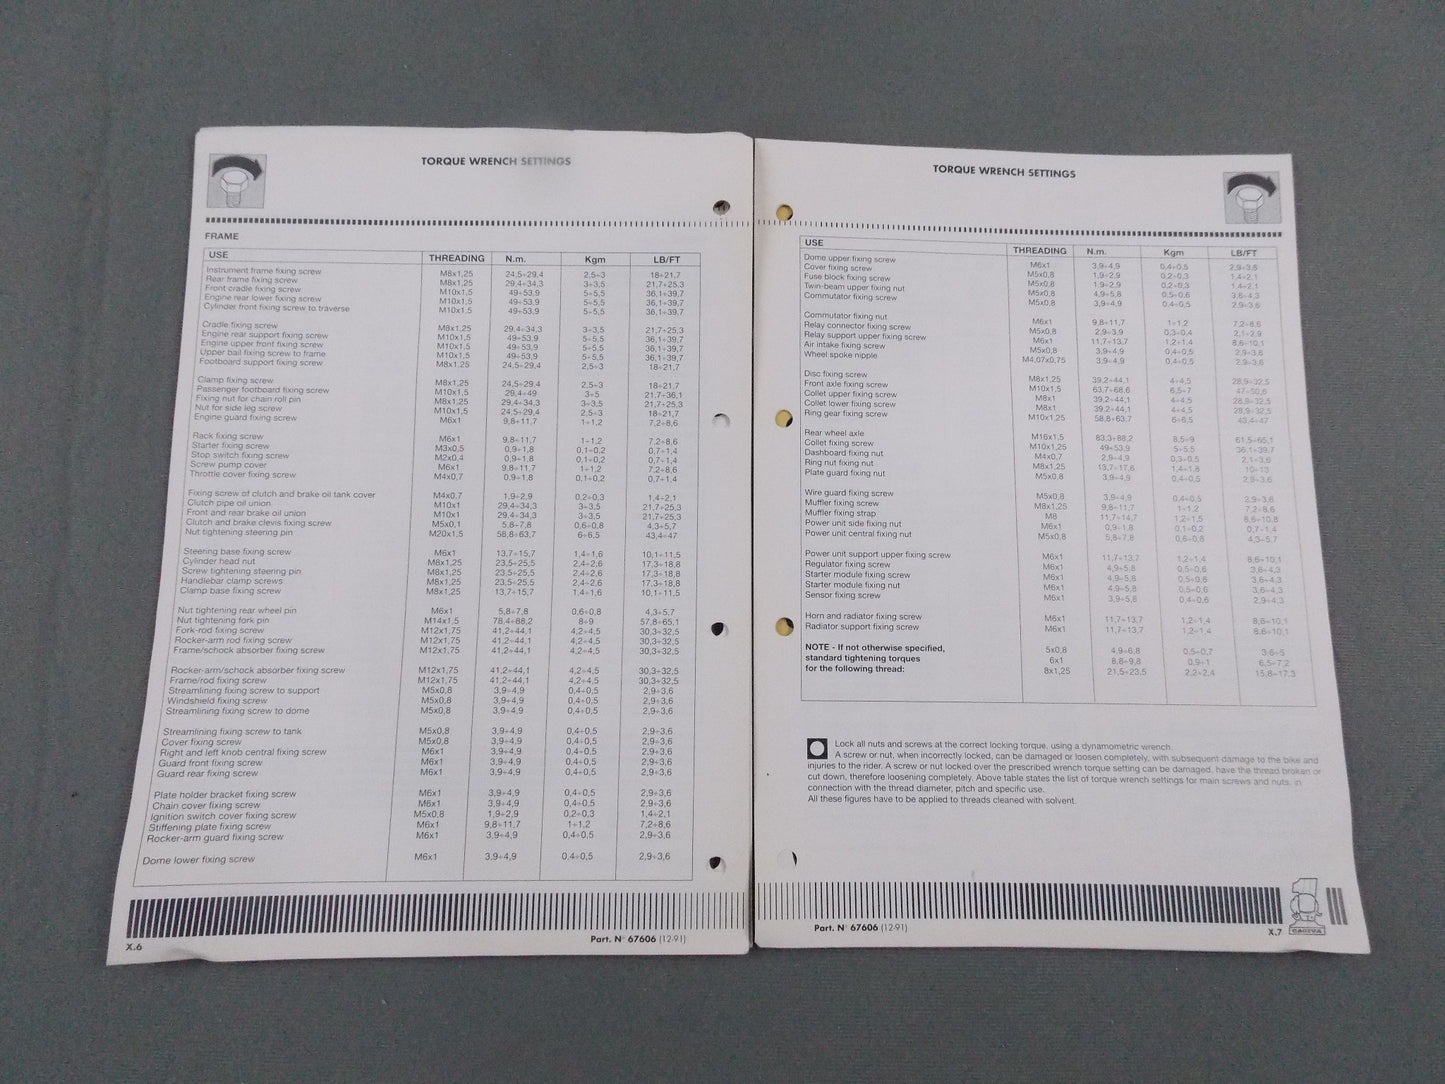 TORQUE WRENCH SETTINGS
FRAME
USE THREADING N.m. Kgm LB/FT
Instrument frame fixing screw M8x1,25 24,5÷29,4 2,5÷3 18÷21,7
Rear frame fixing screw M8x1,25 29,4÷34,3 3÷3,5 21,7÷25,3
Front cradle fixing screw M10x1,5 49÷53,9 5÷5,5 36,1÷39,7
Engine rear lower fixing screw M10x1,5 49÷53,9 5÷5,5 36,1÷39,7
Cylinder front fixing screw to traverse M10x1,5 49÷53,9 5÷5,5 36,1÷39,7
Cradle fixing screw M8x1,25 29,4÷34,3 3÷3,5 21,7÷25,3
Engine rear support fixing screw M10x1,5 49÷53,9 5÷5,5 36,1÷39,7
Engine upper front fixing screw M10x1,5 49÷53,9 5÷5,5 36,1÷39,7
Upper bail fixing screw to frame M10x1,5 49÷53,9 5÷5,5 36,1÷39,7
Footboard support fixing screw M8x1,25 24,5÷29,4 2,5÷3 18÷21,7
Clamp fixing screw M8x1,25 24,5÷29,4 2,5÷3 18÷21,7
Passenger footboard fixing screw M10x1,5 29,4÷49 3÷5 21,7÷36,1
Fixing nut for chain roll pin M8x1,25 29,4÷34,3 3÷3,5 21,7÷25,3
Nut for side leg screw M10x1,5 24,5÷29,4 2,5÷3 18÷21,7
Engine guard fixing screw M6x1 9,8÷11,7 1÷1,2 7,2÷8,6
Rack fixing screw M6x1 9,8÷11,7 1÷1,2 7,2÷8,6
Starter fixing screw M3x0,5 0,9÷1,8 0,1÷0,2 0,7÷1,4
Stop switch fixing screw M2x0,4 0,9÷1,8 0,1÷0,2 0,7÷1,4
Screw pump cover M6x1 9,8÷11,7 1÷1,2 7,2÷8,6
Throttle cover fixing screw M4x0,7 0,9÷1,8 0,1÷0,2 0,7÷1,4
Fixing screw of clutch and brake oil tank cover M4x0,7 1,9÷2,9 0,2÷0,3 1,4÷2,1
Clutch pipe oil union M10x1 29,4÷34,3 3÷3,5 21,7÷25,3
Front and rear brake oil union M10x1 29,4÷34,3 3÷3,5 21,7÷25,3
Clutch and brake clevis fixing screw M5x0,1 5,8÷7,8 0,6÷0,8 4,3÷5,7
Nut tightening steering pin M20x1,5 58,8÷63,7 6÷6,5 43,4÷47
Steering base fixing screw M6x1 13,7÷15,7 1,4÷1,6 10,1÷11,5
Cylinder head nut M8x1,25 23,5÷25,5 2,4÷2,6 17,3÷18,8
Screw tightening steering pin M8x1,25 23,5÷25,5 2,4÷2,6 17,3÷18,8
Handlebar clamp screws M8x1,25 23,5÷25,5 2,4÷2,6 17,3÷18,8
Clamp base fixing screw M8x1,25 13,7÷15,7 1,4÷1,6 10,1÷11,5
Nut tightening rear wheel pin M6x1 5,8÷7,8 0,6÷0,8 4,3÷5,7
Nut tightening fork pin M14x1,5 78,4÷88,2 8÷9 57,8÷65,1
Fork-rod fixing screw M12x1,75 41,2÷44,1 4,2÷4,5 30,3÷32,5
Rocker-arm rod fixing screw M12x1,75 41,2÷44,1 4,2÷4,5 30,3÷32,5
Frame/schock absorber fixing screw M12x1,75 41,2÷44,1 4,2÷4,5 30,3÷32,5
Rocker-arm/schock absorber fixing screw M12x1,75 41,2÷44,1 4,2÷4,5 30,3÷32,5
Frame/rod fixing screw M12x1,75 41,2÷44,1 4,2÷4,5 30,3÷32,5
Streamlining fixing screw to support M5x0,8 3,9÷4,9 0,4÷0,5 2,9÷3,6
Windshield fixing screw M5x0,8 3,9÷4,9 0,4÷0,5 2,9÷3,6
Streamlining fixing screw to dome M5x0,8 3,9÷4,9 0,4÷0,5 2,9÷3,6
Streamlining fixing screw to tank M5x0,8 3,9÷4,9 0,4÷0,5 2,9÷3,6
Cover fixing screw M5x0,8 3,9÷4,9 0,4÷0,5 2,9÷3,6
Right and left knob central fixing screw M6x1 3,9÷4,9 0,4÷0,5 2,9÷3,6
Guard front fixing screw M6x1 3,9÷4,9 0,4÷0,5 2,9÷3,6
Guard rear fixing screw M6x1 3,9÷4,9 0,4÷0,5 2,9÷3,6
Plate holder bracket fixing screw M6x1 3,9÷4,9 0,4÷0,5 2,9÷3,6
Chain cover fixing screw M6x1 3,9÷4,9 0,4÷0,5 2,9÷3,6
Ignition switch cover fixing screw M5x0,8 1,9÷2,9 0,2÷0,3 1,4÷2,1
Stiffening plate fixing screw M6x1 9,8÷11,7 1÷1,2 7,2÷8,6
Rocker-arm guard fixing screw M6x1 3,9÷4,9 0,4÷0,5 2,9÷3,6
Dome lower fixing screw M6x1 3,9÷4,9 0,4÷0,5 2,9÷3,6
X.6
Part. N° 67606 (12-91)
TORQUE WRENCH SETTINGS
USE THREADING N.m. Kgm LB/FT
Dome upper fixing screw M6x1 3,9÷4,9 0,4÷0,5 2,9÷3,6
Cover fixing screw M5x0,8 1,9÷2,9 0,2÷0,3 1,4÷2,1
Fuse block fixing screw M5x0,8 1,9÷2,9 0,2÷0,3 1,4÷2,1
Twin-beam upper fixing nut M5x0,8 4,9÷5,8 0,5÷0,6 3,6÷4,3
Commutator fixing screw M5x0,8 3,9÷4,9 0,4÷0,5 2,9÷3,6
Commutator fixing nut M6x1 9,8÷11,7 1÷1,2 7,2÷8,6
Relay connector fixing screw M5x0,8 2,9÷3,9 0,3÷0,4 2,1÷2,9
Relay support upper fixing screw M6x1 11,7÷13,7 1,2÷1,4 8,6÷10,1
Air intake fixing screw M5x0,8 3,9÷4,9 0,4÷0,5 2,9÷3,6
Wheel spoke nipple M4,07x0,75 3,9÷4,9 0,4÷0,5 2,9÷3,6
Disc fixing screw M8x1,25 39,2÷44,1 4÷4,5 28,9÷32,5
Front axle fixing screw M10x1,5 63,7÷68,6 6,5÷7 47÷50,6
Collet upper fixing screw M8x1 39,2÷44,1 4÷4,5 28,9÷32,5
Collet lower fixing screw M8x1 39,2÷44,1 4÷4,5 28,9÷32,5
Ring gear fixing screw M10x1,25 58,8÷63,7 6÷6,5 43,4÷47
Rear wheel axle M16x1,5 83,3÷88,2 8,5÷9 61,5÷65,1
Collet fixing screw M10x1,25 49÷53,9 5÷5,5 36,1÷39,7
Dashboard fixing nut M4x0,7 2,9÷4,9 0,3÷0,5 2,1÷3,6
Ring nut fixing nut M8x1,25 13,7÷17,6 1,4÷1,8 10÷13
Plate guard fixing nut M5x0,8 3,9÷4,9 0,4÷0,5 2,9÷3,6
Wire guard fixing screw M5x0,8 3,9÷4,9 0,4÷0,5 2,9÷3,6
Muffler fixing screw M8x1,25 9,8÷11,7 1÷1,2 7,2÷8,6
Muffler fixing strap M8 11,7÷14,7 1,2÷1,5 8,6÷10,8
Power unit side fixing nut M6x1 0,9÷1,8 0,1÷0,2 0,7÷1,4
Power unit central fixing nut M5x0,8 5,8÷7,8 0,6÷0,8 4,3÷5,7
Power unit support upper fixing screw M6x1 11,7÷13,7 1,2÷1,4 8,6÷10,1
Regulator fixing screw M6x1 4,9÷5,8 0,5÷0,6 3,6÷4,3
Starter module fixing screw M6x1 4,9÷5,8 0,5÷0,6 3,6÷4,3
Starter module fixing nut M6x1 4,9÷5,8 0,5÷0,6 3,6÷4,3
Sensor fixing screw M6x1 3,9÷5,8 0,4÷0,6 2,9÷4,3
Horn and radiator fixing screw M6x1 11,7÷13,7 1,2÷1,4 8,6÷10,1
Radiator support fixing screw M6x1 11,7÷13,7 1,2÷1,4 8,6÷10,1
NOTE - If not otherwise specified, 5x0,8 4,9÷6,8 0,5÷0,7 3,6÷5
standard tightening torques 6x1 8,8÷9,8 0,9÷1 6,5÷7,2
for the following thread: 8x1,25 21,5÷23,5 2,2÷2,4 15,8÷17,3
Lock all nuts and screws at the correct locking torque, using a dynamometric wrench.
A screw or nut, when incorrectly locked, can be damaged or loosen completely, with subsequent damage to the bike and
injuries to the rider. A screw or nut locked over the prescribed wrench torque setting can be damaged, have the thread broken or
cut down, therefore loosening completely. Above table states the list of torque wrench settings for main screws and nuts, in
connection with the thread diameter, pitch and specific use.
All these figures have to be applied to threads cleaned with solvent.
Part. N° 67606 (12-91)
X.7
CAGIVA